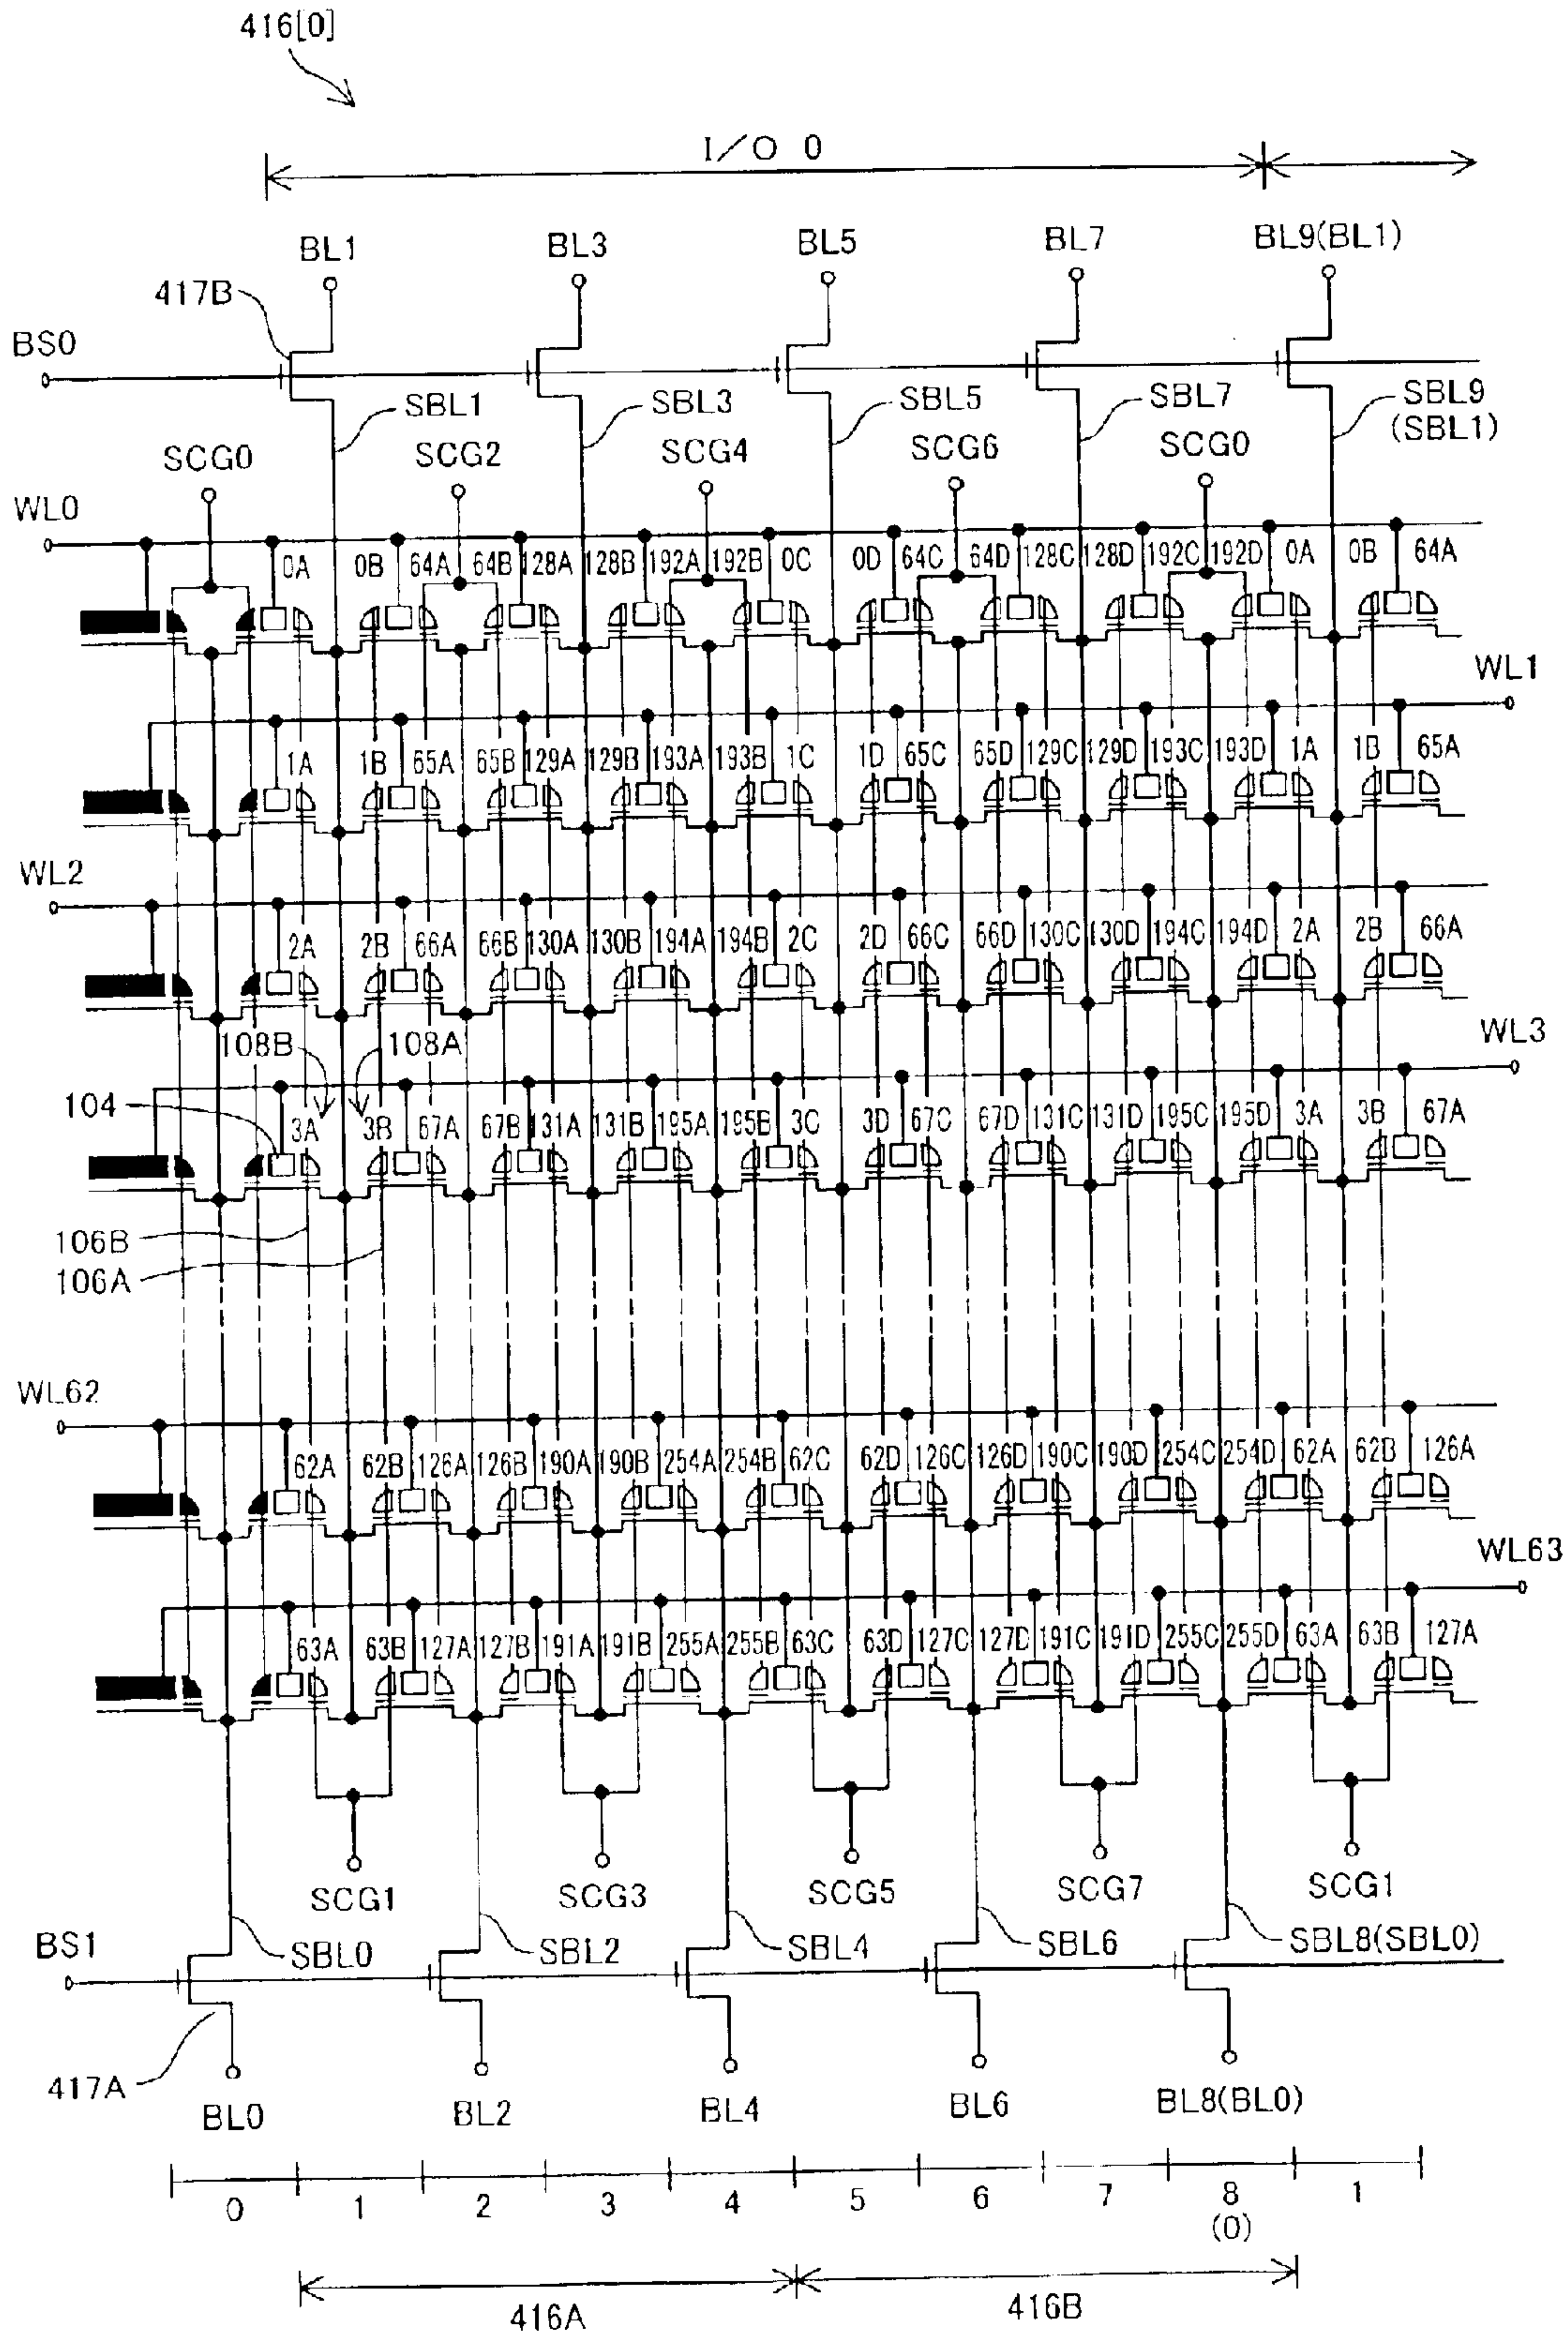 416[0]
I/O 0
BL1 BL3 BL5 BL7 BL9(BL1)
417B
BS0
SBL1 SBL3 SBL5 SBL7 SBL9
(SBL1)
SCG0 SCG2 SCG4 SCG6 SCG0
WL0
0A 0B 64A 64B 128A 128B 192A 192B 0C 0D 64C 64D 128C 128D 192C 192D 0A 0B 64A
WL1
1A 1B 65A 65B 129A 129B 193A 193B 1C 1D 65C 65D 129C 129D 193C 193D 1A 1B 65A
WL2
2A 2B 66A 66B 130A 130B 194A 194B 2C 2D 66C 66D 130C 130D 194C 194D 2A 2B 66A
108B 108A WL3
104
3A 3B 67A 67B 131A 131B 195A 195B 3C 3D 67C 67D 131C 131D 195C 195D 3A 3B 67A
106B
106A
WL62
62A 62B 126A 126B 190A 190B 254A 254B 62C 62D 126C 126D 190C 190D 254C 254D 62A 62B 126A
WL63
63A 63B 127A 127B 191A 191B 255A 255B 63C 63D 127C 127D 191C 191D 255C 255D 63A 63B 127A
SCG1 SCG3 SCG5 SCG7 SCG1
BS1 SBL0 SBL2 SBL4 SBL6 SBL8(SBL0)
417A
BL0 BL2 BL4 BL6 BL8(BL0)
0 1 2 3 4 5 6 7 8 1
(0)
416A 416B